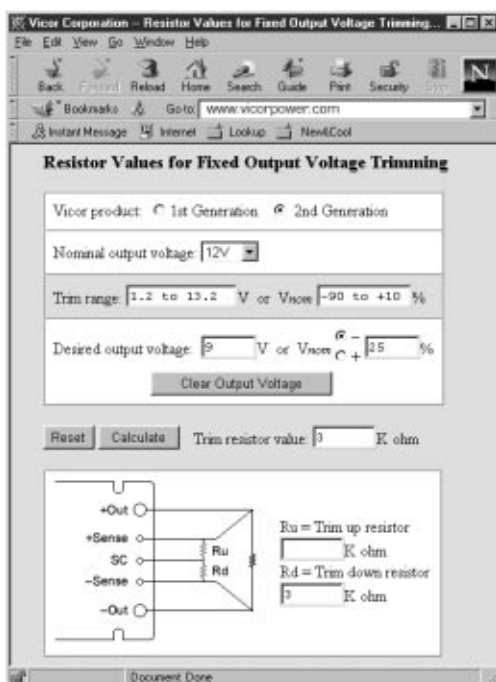 Vicor Corporation -- Resistor Values for Fixed Output Voltage Trimming...
File Edit View Go Window Help
Back Forward Reload Home Search Guide Print Security Stop N
Bookmarks Go to: www.vicorpower.com
Instant Message Internet Lookup New&Cool
Resistor Values for Fixed Output Voltage Trimming
Vicor product: 1st Generation 2nd Generation
Nominal output voltage: 12V
Trim range: 1.2 to 13.2 V or VNOM -90 to +10 %
Desired output voltage: 9 V or VNOM − + 25 %
Clear Output Voltage
Reset Calculate Trim resistor value: 3 K ohm
+Out
+Sense
SC
−Sense
−Out
Ru
Rd
Ru = Trim up resistor
K ohm
Rd = Trim down resistor
3 K ohm
Document Done